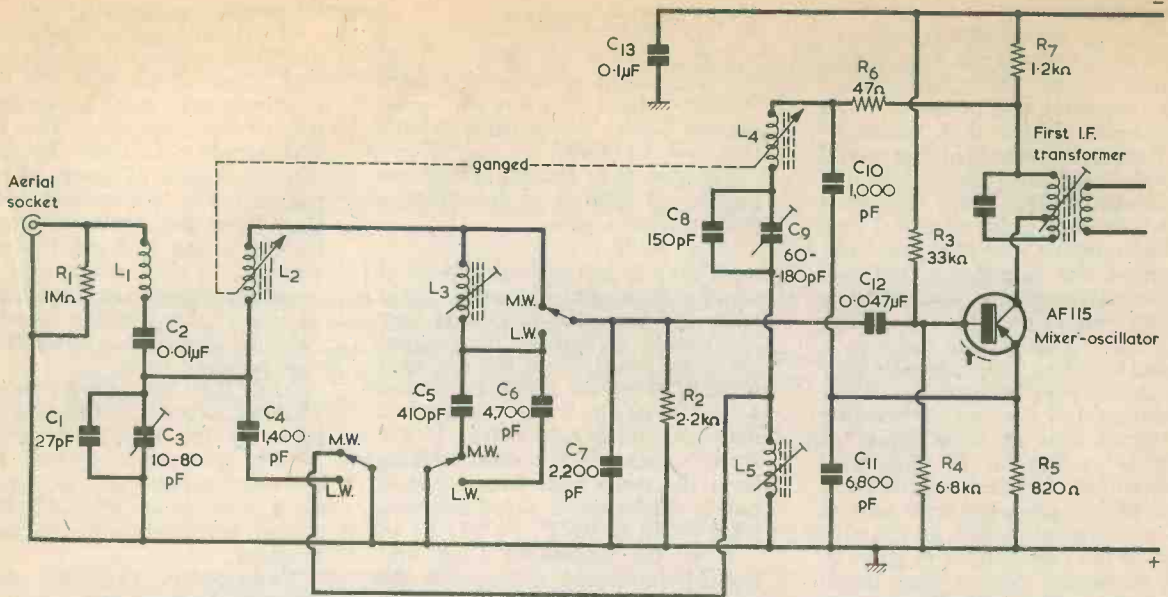 −
C13
0·1μF
R7
1·2kΩ
R6
47Ω
L4
First I.F.
transformer
ganged
Aerial
socket
C10
1,000
pF
C8
150pF
C9
60-
-180pF
R3
33kΩ
R1
1MΩ
L1
L2
L3
M.W.
C12
0·047μF
L.W.
AF115
Mixer-oscillator
C2
0·01μF
C1
27pF
C3
10-80
pF
C4
1,400
pF
C5
410pF
C6
4,700
pF
R2
2·2kΩ
M.W.
M.W.
C7
2,200
pF
L5
C11
6,800
pF
R4
6·8kΩ
R5
820Ω
L.W.
L.W.
+